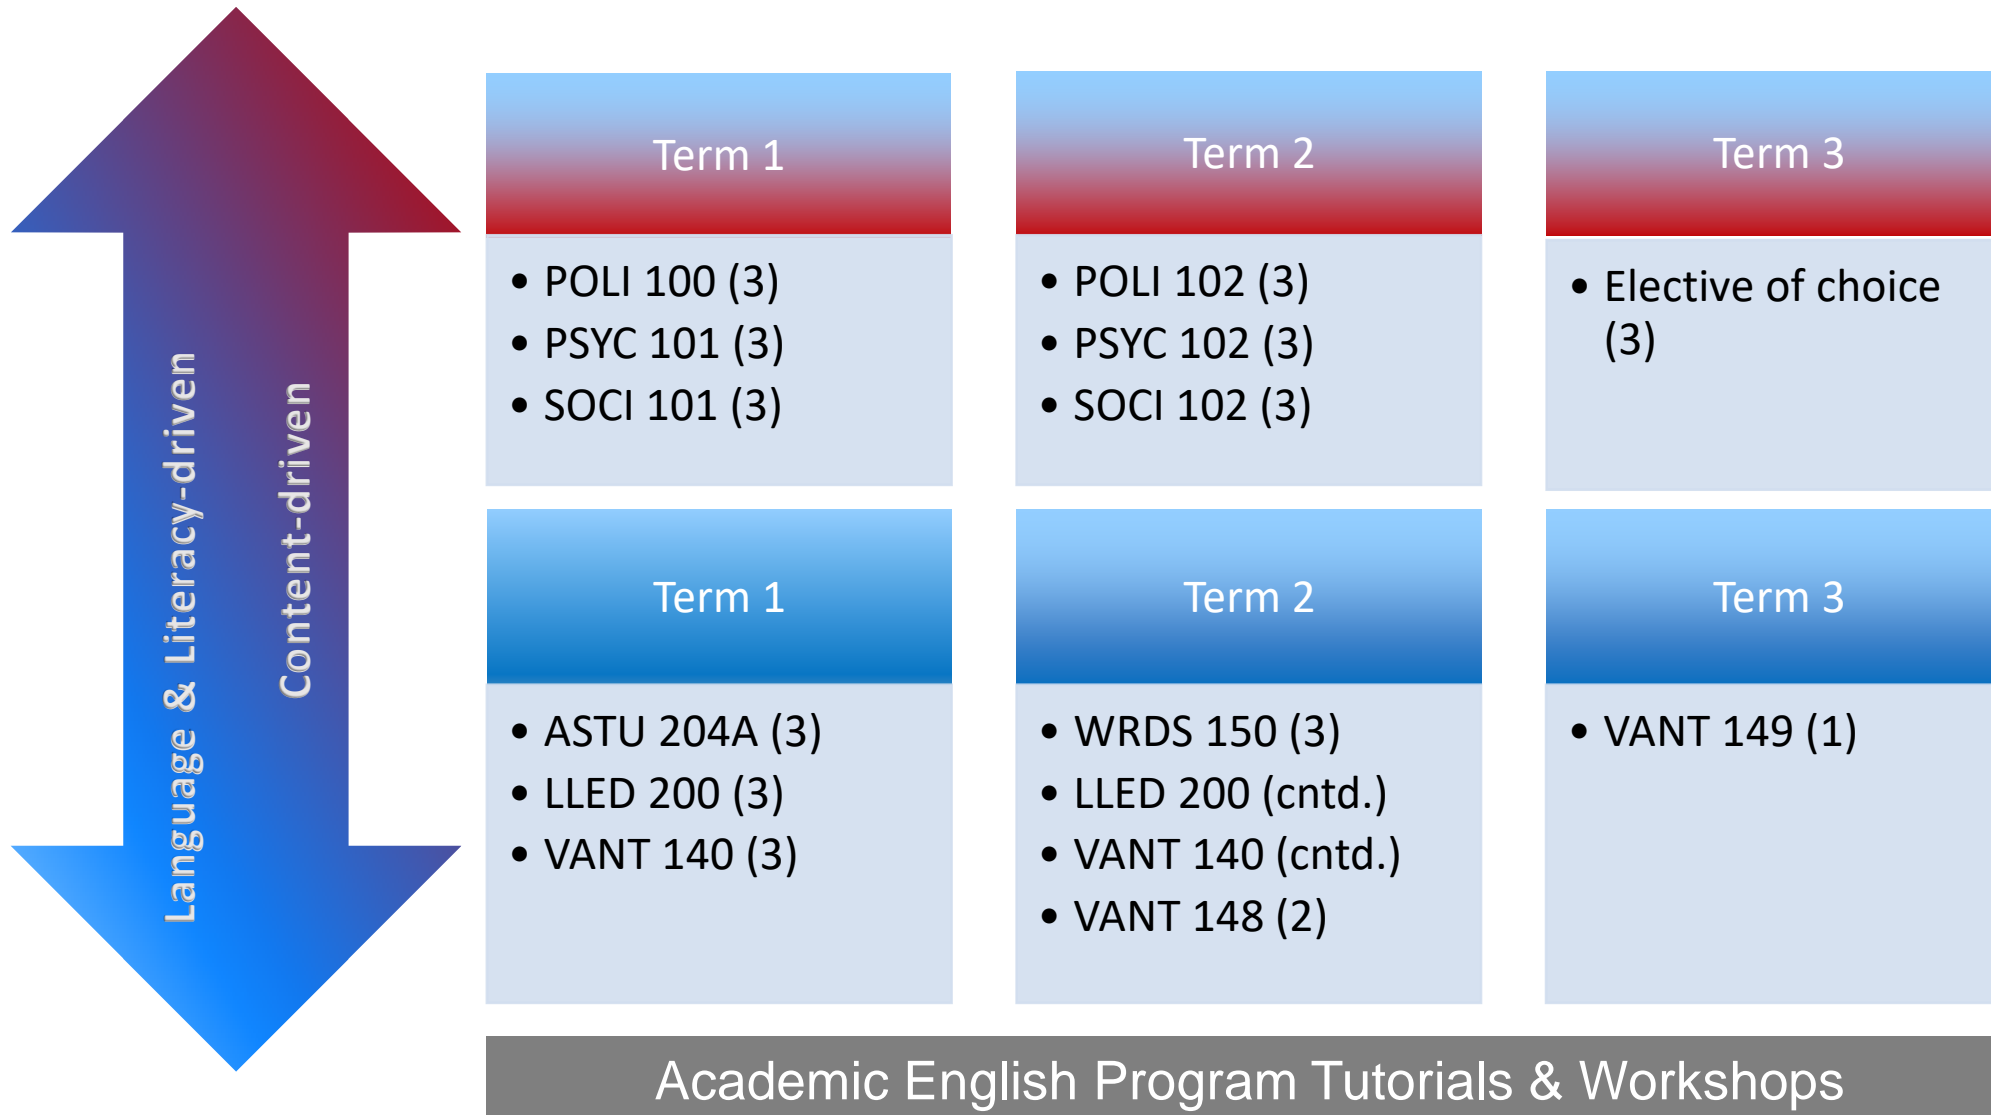 Language & Literacy-driven
Content-driven
Term 1
• POLI 100 (3)
• PSYC 101 (3)
• SOCI 101 (3)
Term 2
• POLI 102 (3)
• PSYC 102 (3)
• SOCI 102 (3)
Term 3
• Elective of choice
(3)
Term 1
• ASTU 204A (3)
• LLED 200 (3)
• VANT 140 (3)
Term 2
• WRDS 150 (3)
• LLED 200 (cntd.)
• VANT 140 (cntd.)
• VANT 148 (2)
Term 3
• VANT 149 (1)
Academic English Program Tutorials & Workshops